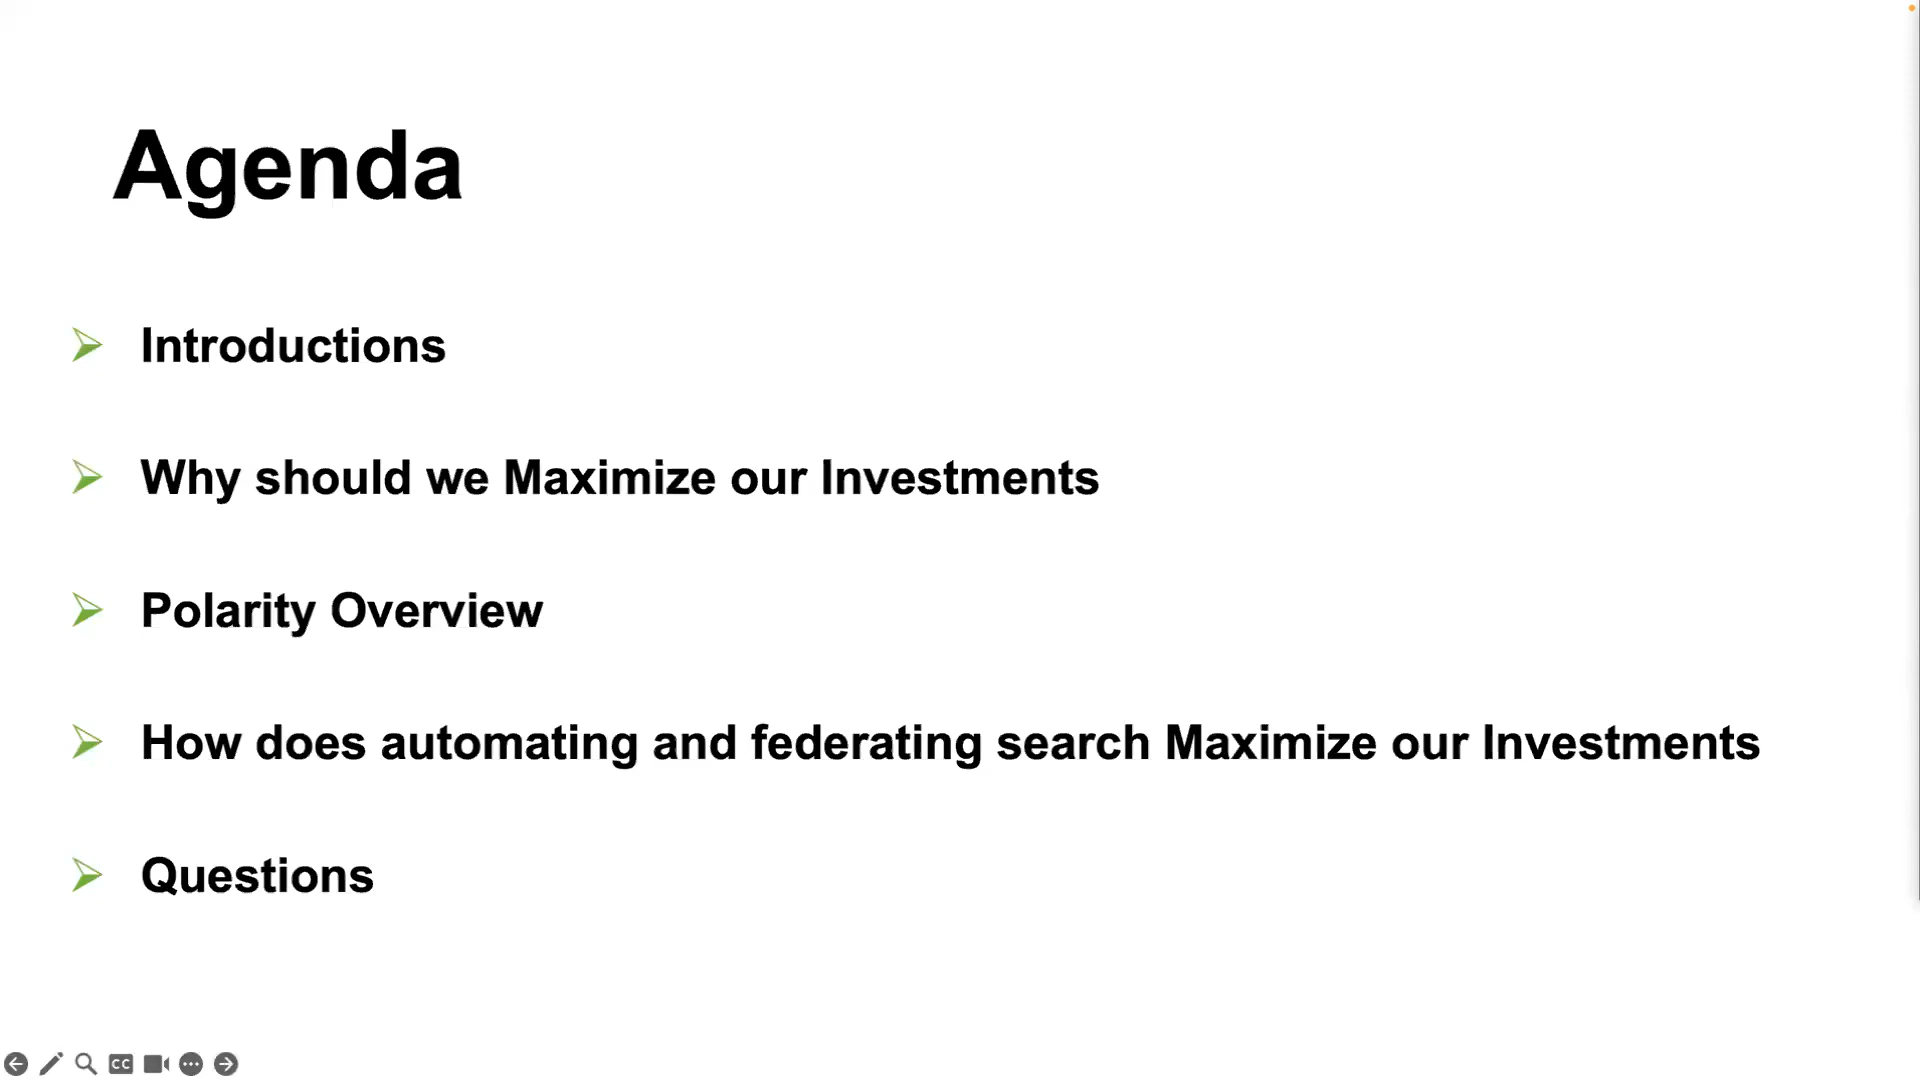 Agenda
Introductions
Why should we Maximize our Investments
Polarity Overview
How does automating and federating search Maximize our Investments
Questions
CC